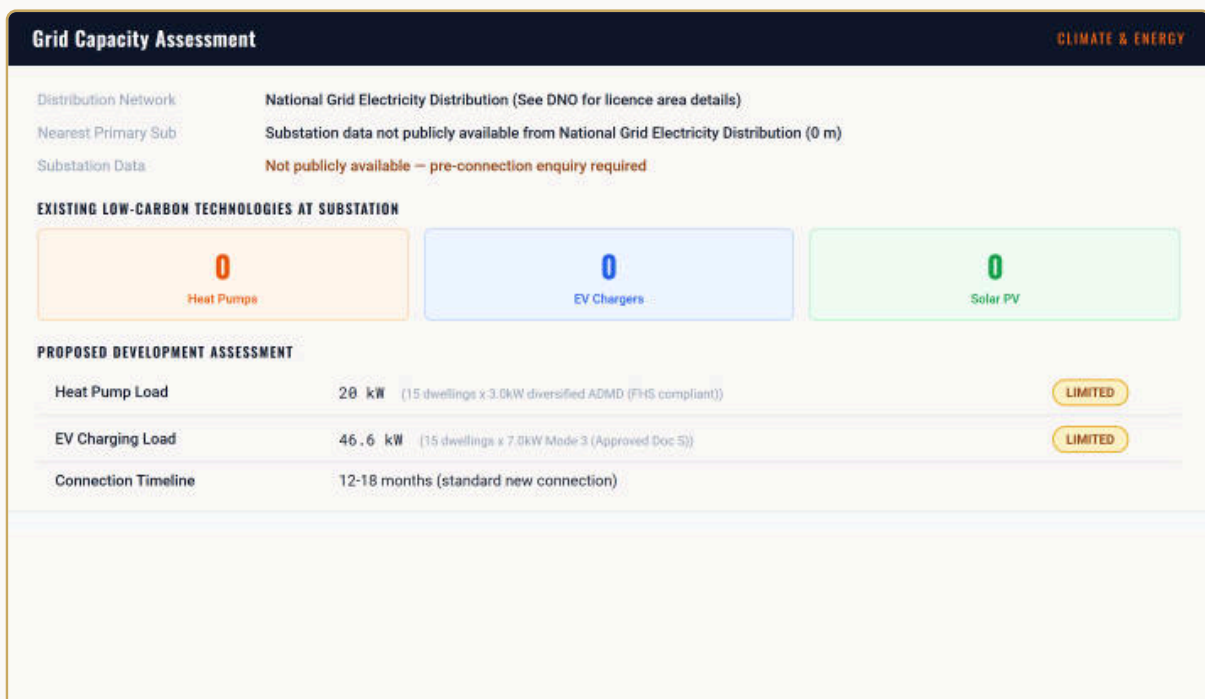 Grid Capacity Assessment CLIMATE & ENERGY
Distribution Network National Grid Electricity Distribution (See DNO for licence area details)
Nearest Primary Sub Substation data not publicly available from National Grid Electricity Distribution (0 m)
Substation Data Not publicly available — pre-connection enquiry required
EXISTING LOW-CARBON TECHNOLOGIES AT SUBSTATION
0 0 0
Heat Pumps EV Chargers Solar PV
PROPOSED DEVELOPMENT ASSESSMENT
Heat Pump Load 20 kW (15 dwellings x 3.0kW diversified ADMD (FHS compliant)) LIMITED
EV Charging Load 46.6 kW (15 dwellings x 7.0kW Mode 3 (Approved Doc S)) LIMITED
Connection Timeline 12-18 months (standard new connection)